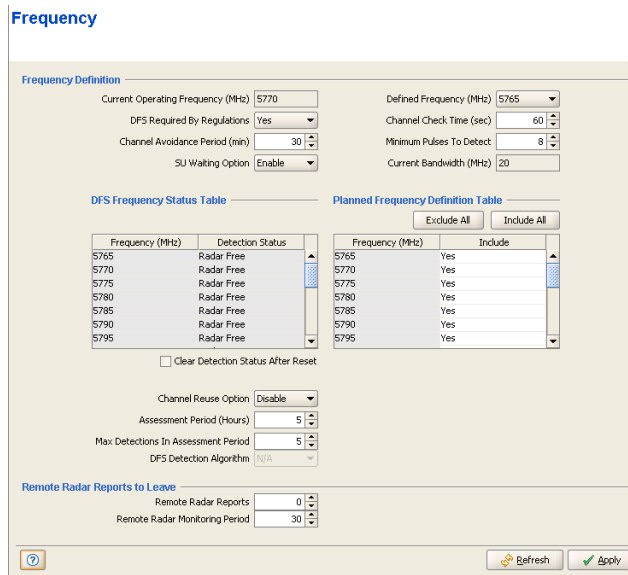 Frequency
Frequency Definition
Current Operating Frequency (MHz) 5770 Defined Frequency (MHz) 5765
DFS Required By Regulations Yes Channel Check Time (sec) 60
Channel Avoidance Period (min) 30 Minimum Pulses To Detect 8
SU Waiting Option Enable Current Bandwidth (MHz) 20
DFS Frequency Status Table Planned Frequency Definition Table
Exclude All Include All
Frequency (MHz) Detection Status Frequency (MHz) Include
5765 Radar Free 5765 Yes
5770 Radar Free 5770 Yes
5775 Radar Free 5775 Yes
5780 Radar Free 5780 Yes
5785 Radar Free 5785 Yes
5790 Radar Free 5790 Yes
5795 Radar Free 5795 Yes
Clear Detection Status After Reset
Channel Reuse Option Disable
Assessment Period (Hours) 5
Max Detections In Assessment Period 5
DFS Detection Algorithm N/A
Remote Radar Reports to Leave
Remote Radar Reports 0
Remote Radar Monitoring Period 30
? Refresh Apply